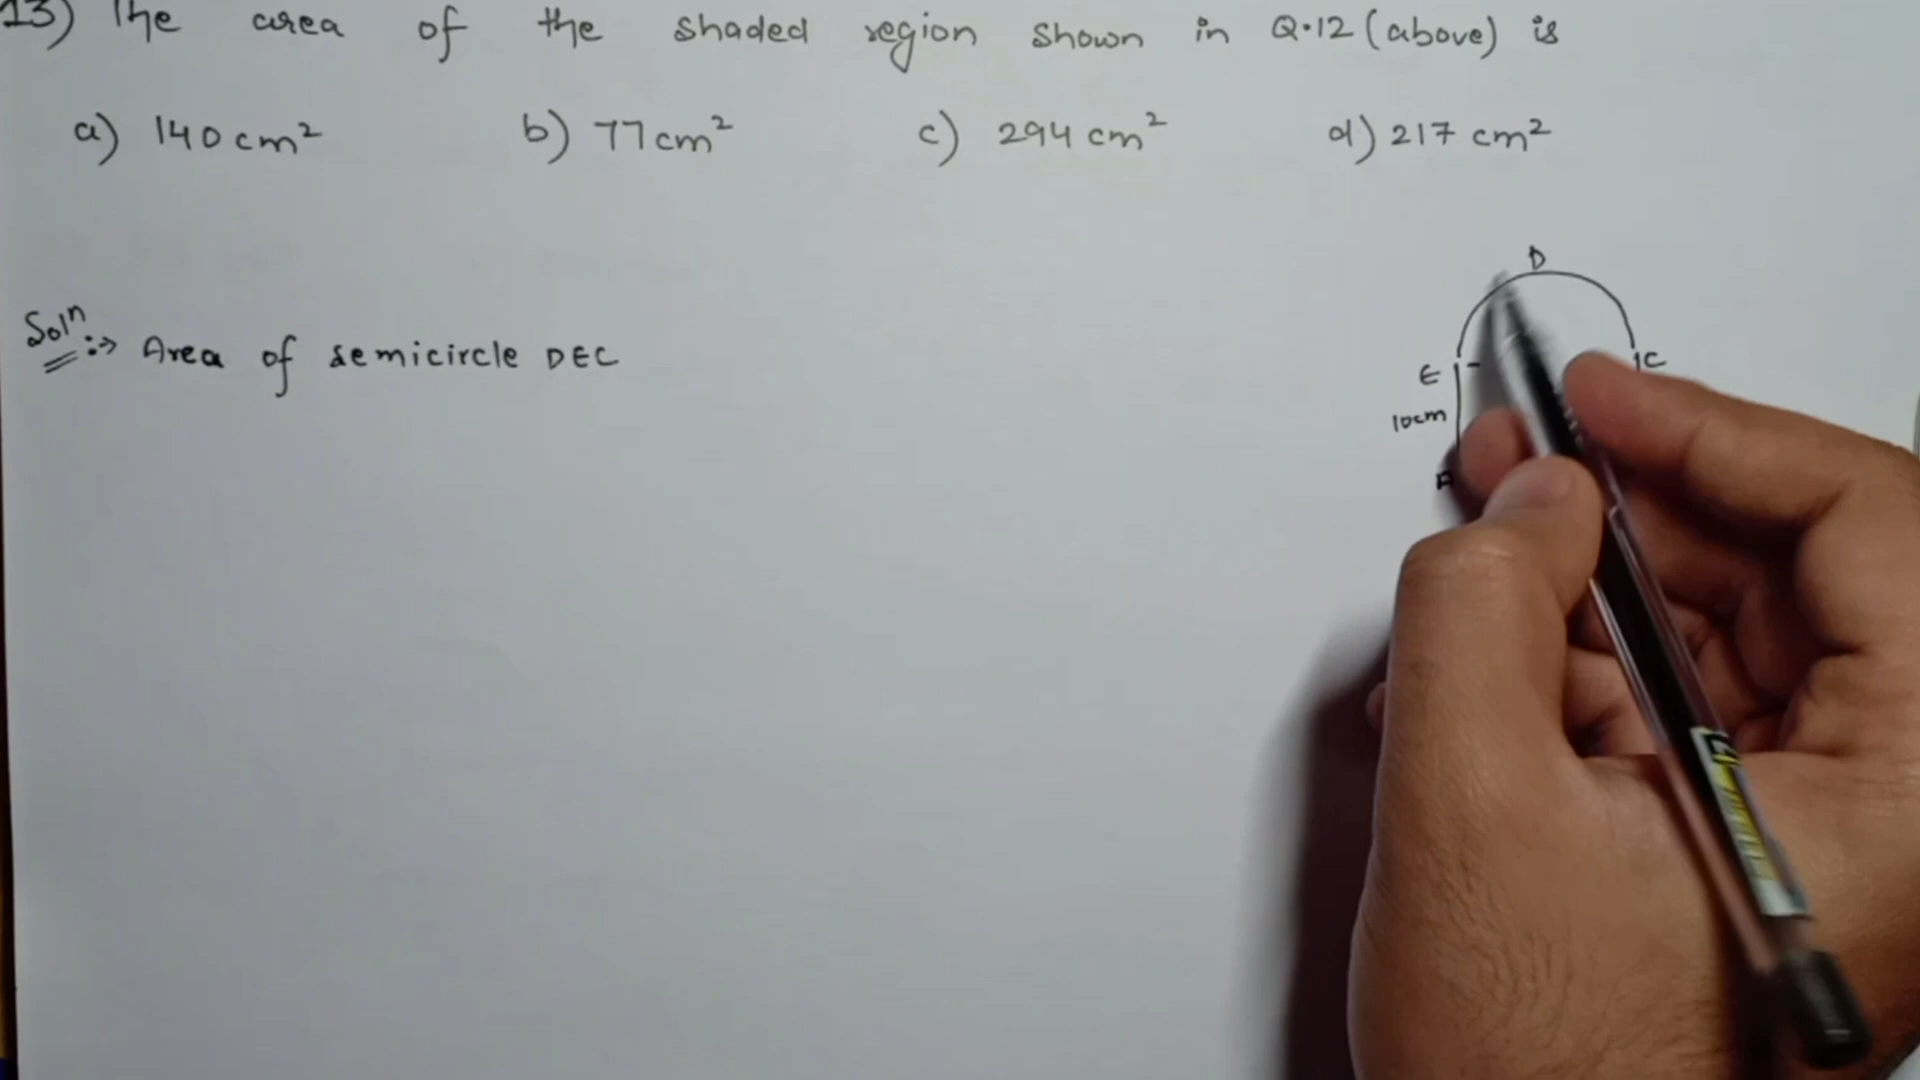 13) The area of the shaded region shown in Q.12 (above) is
a) 140 cm² b) 77 cm² c) 294 cm² d) 217 cm²
D
Solⁿ :→ Area of semicircle DEC
E C
10cm
A